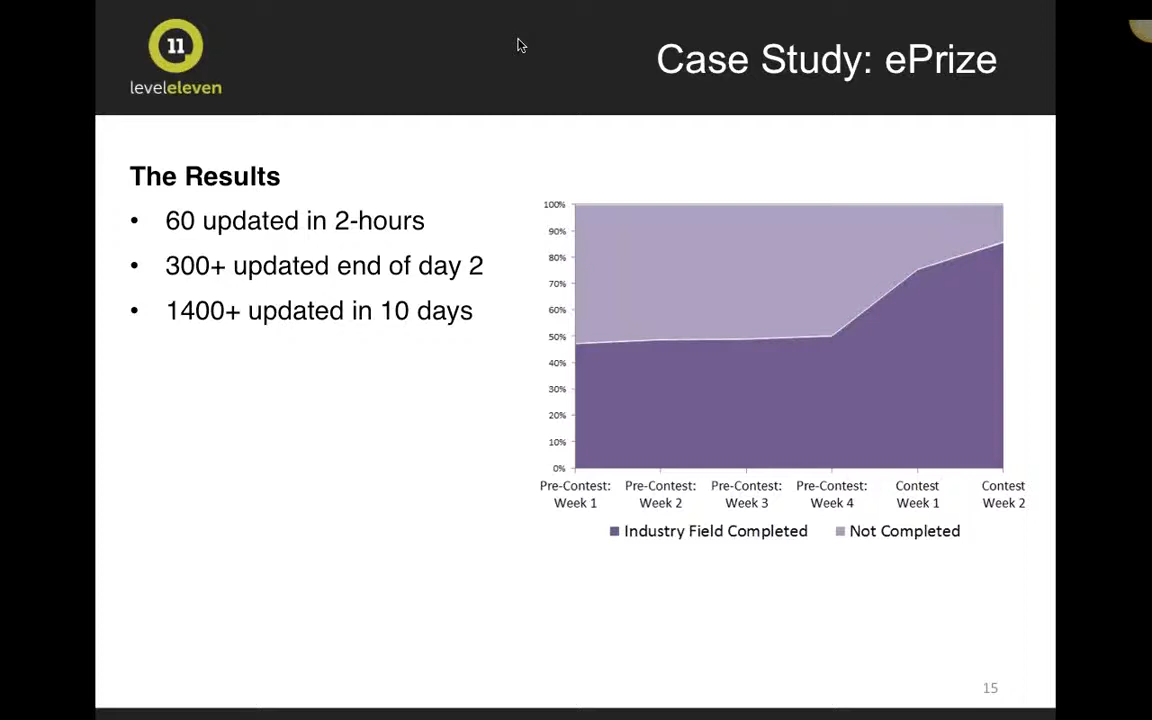 11
leveleleven
Case Study: ePrize
The Results
• 60 updated in 2-hours
• 300+ updated end of day 2
• 1400+ updated in 10 days
100%
90%
80%
70%
60%
50%
40%
30%
20%
10%
0%
Pre-Contest: Pre-Contest: Pre-Contest: Pre-Contest: Contest Contest
Week 1 Week 2 Week 3 Week 4 Week 1 Week 2
Industry Field Completed Not Completed
15